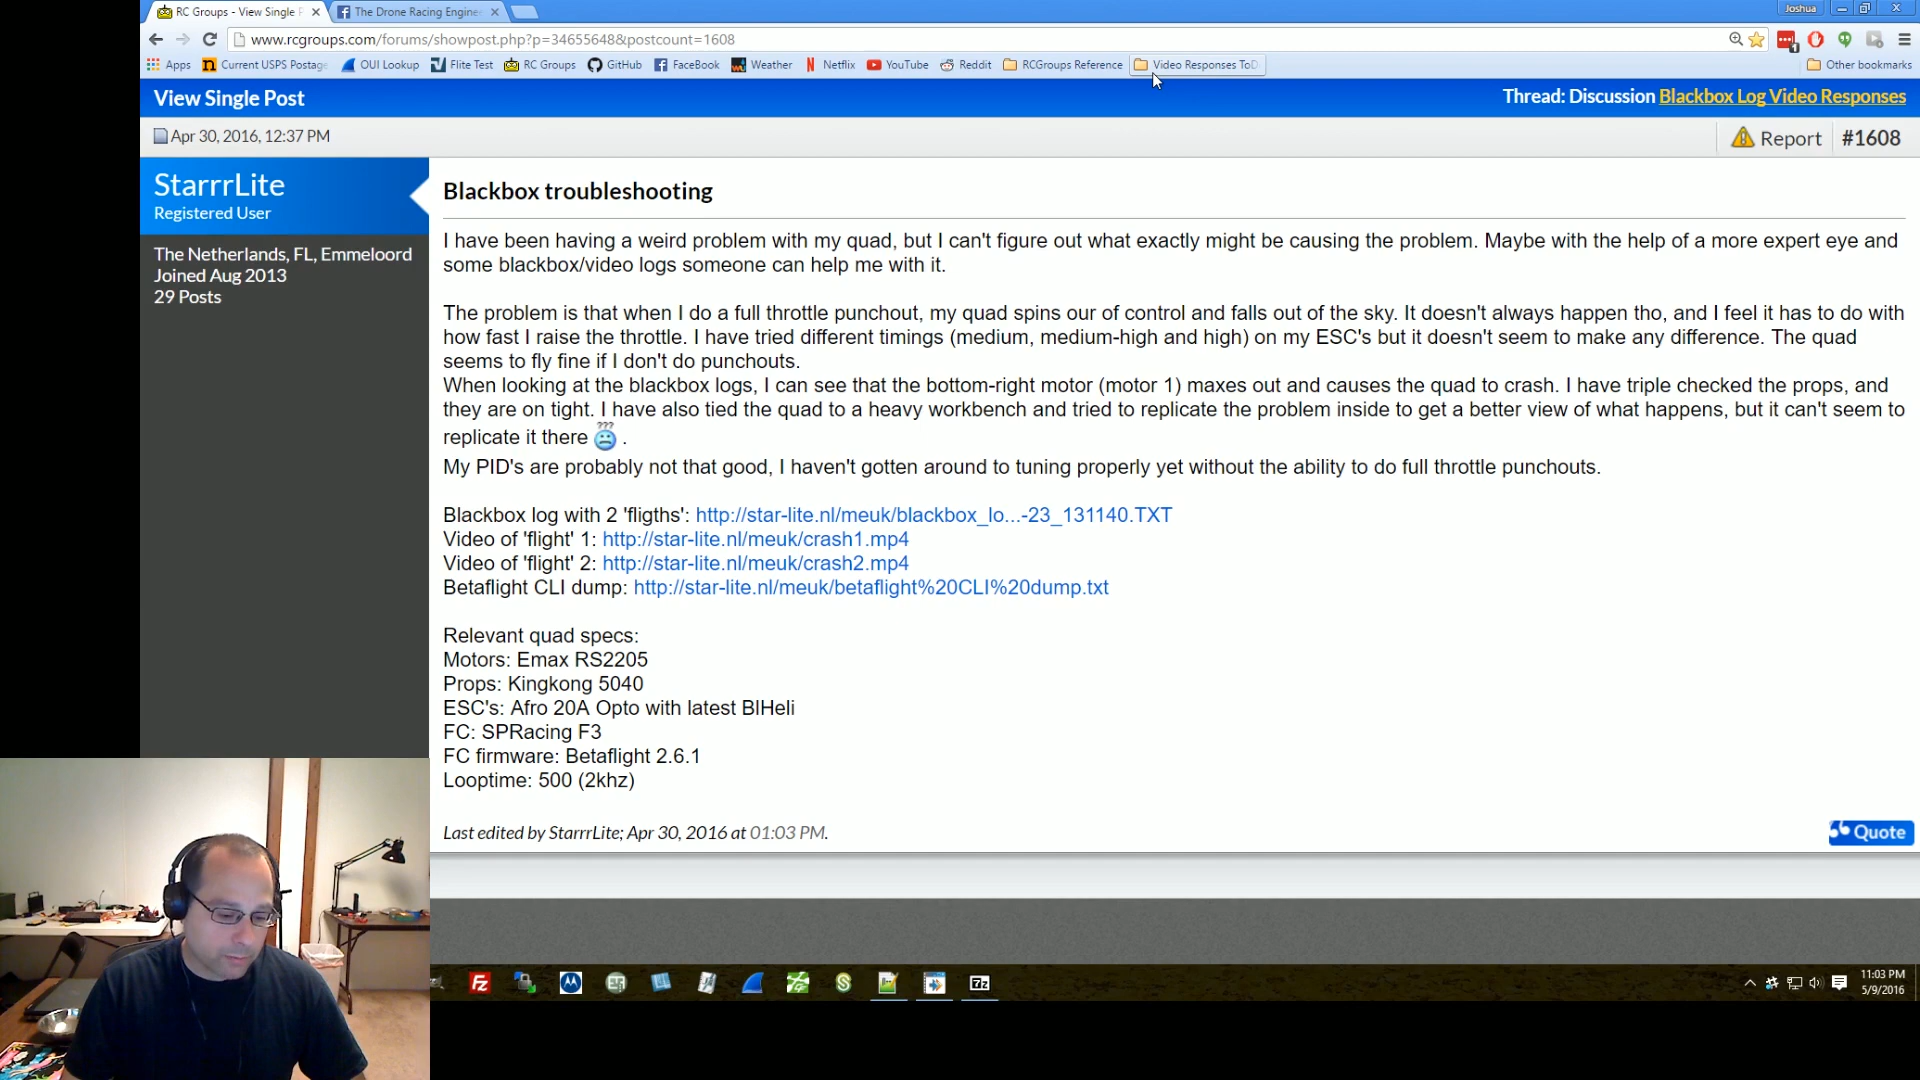 RC Groups - View Single P
The Drone Racing Engine
Joshua
www.rcgroups.com/forums/showpost.php?p=34655648&postcount=1608
Apps
Current USPS Postage
OUI Lookup
Flite Test
RC Groups
GitHub
FaceBook
Weather
Netflix
YouTube
Reddit
RCGroups Reference
Video Responses ToD
Other bookmarks
View Single Post
Thread: Discussion Blackbox Log Video Responses
Apr 30, 2016, 12:37 PM
Report
#1608
StarrrLite
Registered User
The Netherlands, FL, Emmeloord
Joined Aug 2013
29 Posts
Blackbox troubleshooting
I have been having a weird problem with my quad, but I can't figure out what exactly might be causing the problem. Maybe with the help of a more expert eye and
some blackbox/video logs someone can help me with it.
The problem is that when I do a full throttle punchout, my quad spins our of control and falls out of the sky. It doesn't always happen tho, and I feel it has to do with
how fast I raise the throttle. I have tried different timings (medium, medium-high and high) on my ESC's but it doesn't seem to make any difference. The quad
seems to fly fine if I don't do punchouts.
When looking at the blackbox logs, I can see that the bottom-right motor (motor 1) maxes out and causes the quad to crash. I have triple checked the props, and
they are on tight. I have also tied the quad to a heavy workbench and tried to replicate the problem inside to get a better view of what happens, but it can't seem to
replicate it there ??? .
My PID's are probably not that good, I haven't gotten around to tuning properly yet without the ability to do full throttle punchouts.
Blackbox log with 2 'fligths': http://star-lite.nl/meuk/blackbox_lo...-23_131140.TXT
Video of 'flight' 1: http://star-lite.nl/meuk/crash1.mp4
Video of 'flight' 2: http://star-lite.nl/meuk/crash2.mp4
Betaflight CLI dump: http://star-lite.nl/meuk/betaflight%20CLI%20dump.txt
Relevant quad specs:
Motors: Emax RS2205
Props: Kingkong 5040
ESC's: Afro 20A Opto with latest BlHeli
FC: SPRacing F3
FC firmware: Betaflight 2.6.1
Looptime: 500 (2khz)
Last edited by StarrrLite; Apr 30, 2016 at 01:03 PM.
Quote
Fz
S
7z
11:03 PM
5/9/2016